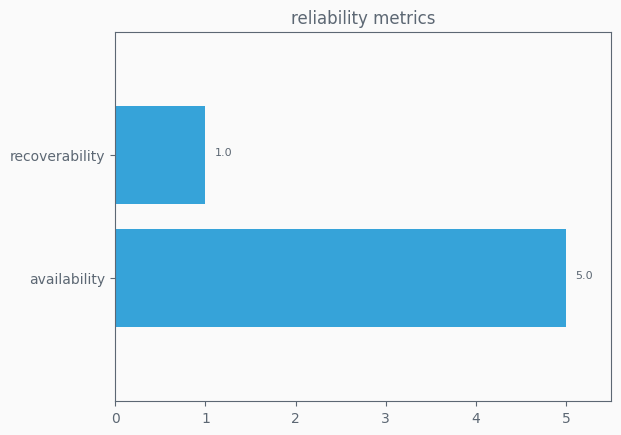 reliability metrics
recoverability
1.0
availability
5.0
0 1 2 3 4 5